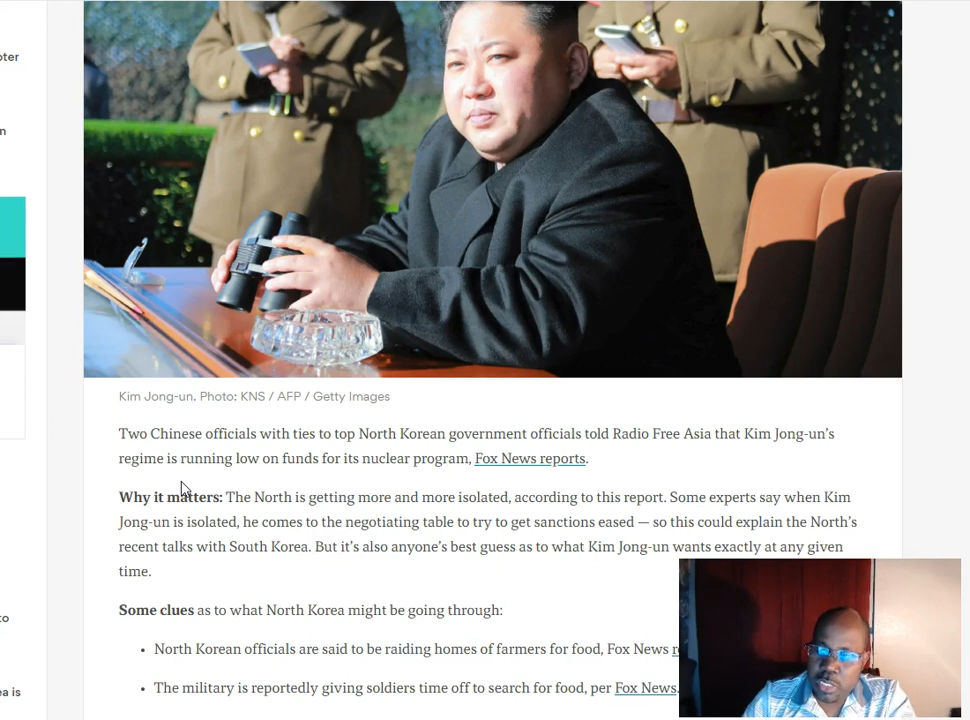 oter
n
Kim Jong-un. Photo: KNS / AFP / Getty Images
Two Chinese officials with ties to top North Korean government officials told Radio Free Asia that Kim Jong-un’s
regime is running low on funds for its nuclear program, Fox News reports.
Why it matters: The North is getting more and more isolated, according to this report. Some experts say when Kim
Jong-un is isolated, he comes to the negotiating table to try to get sanctions eased — so this could explain the North’s
recent talks with South Korea. But it’s also anyone’s best guess as to what Kim Jong-un wants exactly at any given
time.
Some clues as to what North Korea might be going through:
to
• North Korean officials are said to be raiding homes of farmers for food, Fox News
• The military is reportedly giving soldiers time off to search for food, per Fox News.
ea is